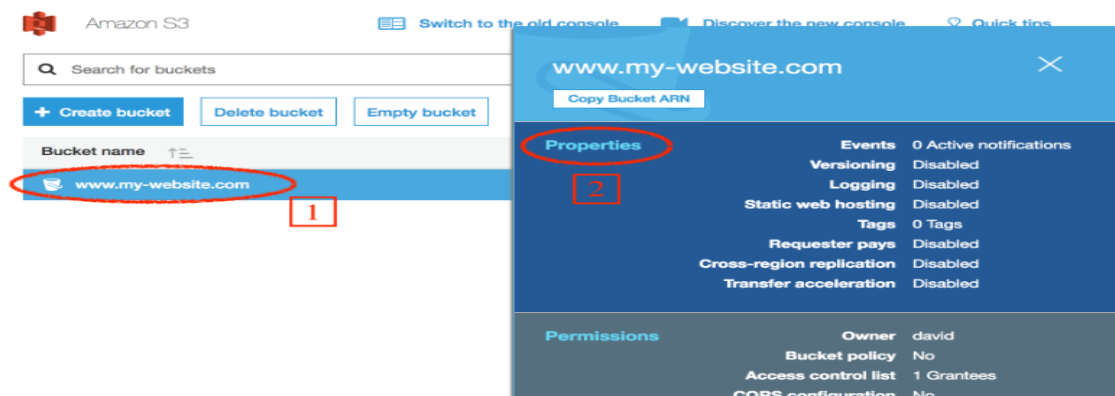 Amazon S3
Switch to the old console
Discover the new console
Quick tips
Search for buckets
Create bucket
Delete bucket
Empty bucket
Bucket name
www.my-website.com
1
www.my-website.com
Copy Bucket ARN
Properties
2
Events 0 Active notifications
Versioning Disabled
Logging Disabled
Static web hosting Disabled
Tags 0 Tags
Requester pays Disabled
Cross-region replication Disabled
Transfer acceleration Disabled
Permissions
Owner david
Bucket policy No
Access control list 1 Grantees
CORS configuration No